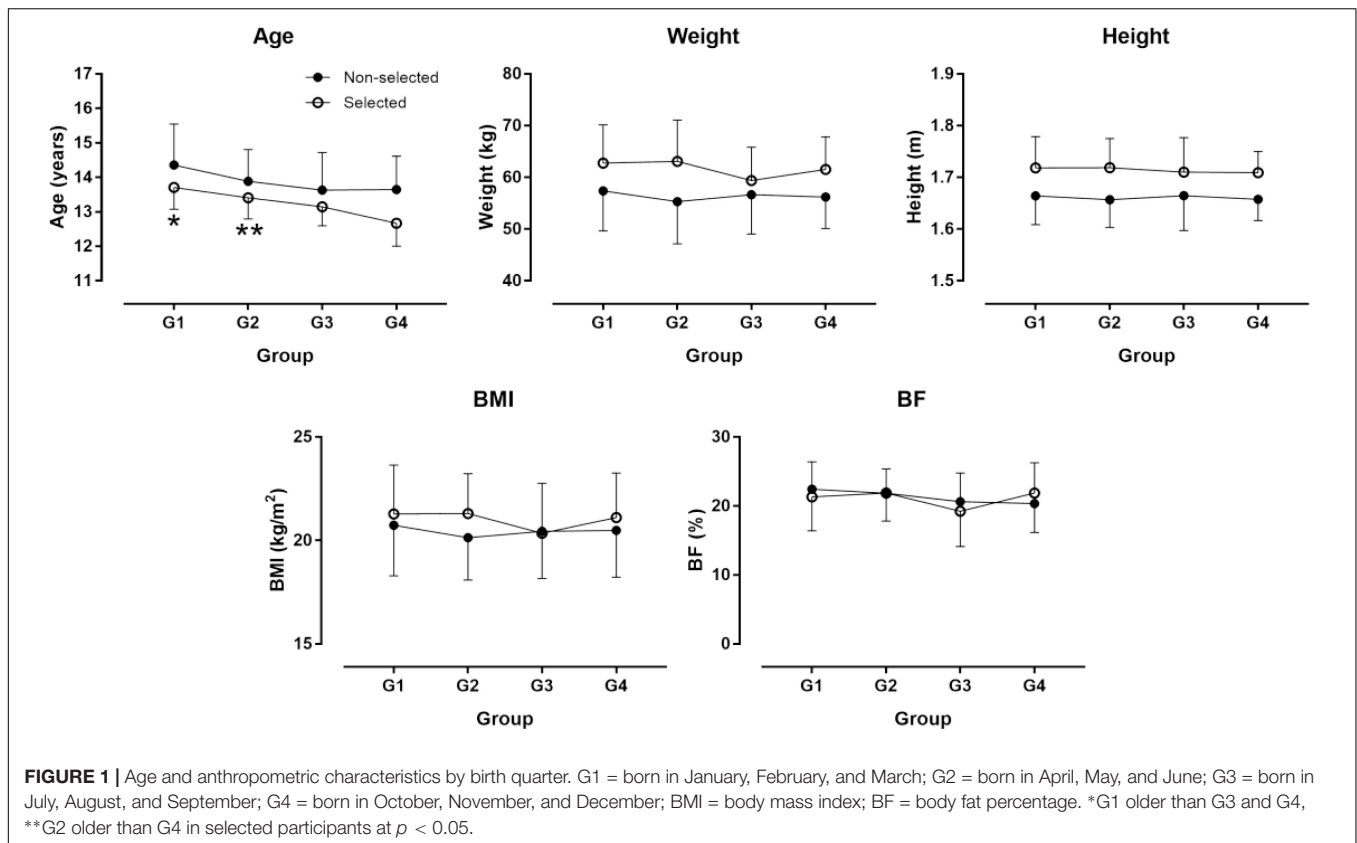 Age
17
16
15
14
13
12
11
Age (years)
Non-selected
Selected
*
**
G1 G2 G3 G4
Group
Weight
80
70
60
50
40
Weight (kg)
G1 G2 G3 G4
Group
Height
1.9
1.8
1.7
1.6
1.5
Height (m)
G1 G2 G3 G4
Group
BMI
25
20
15
BMI (kg/m²)
G1 G2 G3 G4
Group
BF
30
20
10
0
BF (%)
G1 G2 G3 G4
Group
FIGURE 1 | Age and anthropometric characteristics by birth quarter. G1 = born in January, February, and March; G2 = born in April, May, and June; G3 = born in
July, August, and September; G4 = born in October, November, and December; BMI = body mass index; BF = body fat percentage. *G1 older than G3 and G4,
**G2 older than G4 in selected participants at p < 0.05.